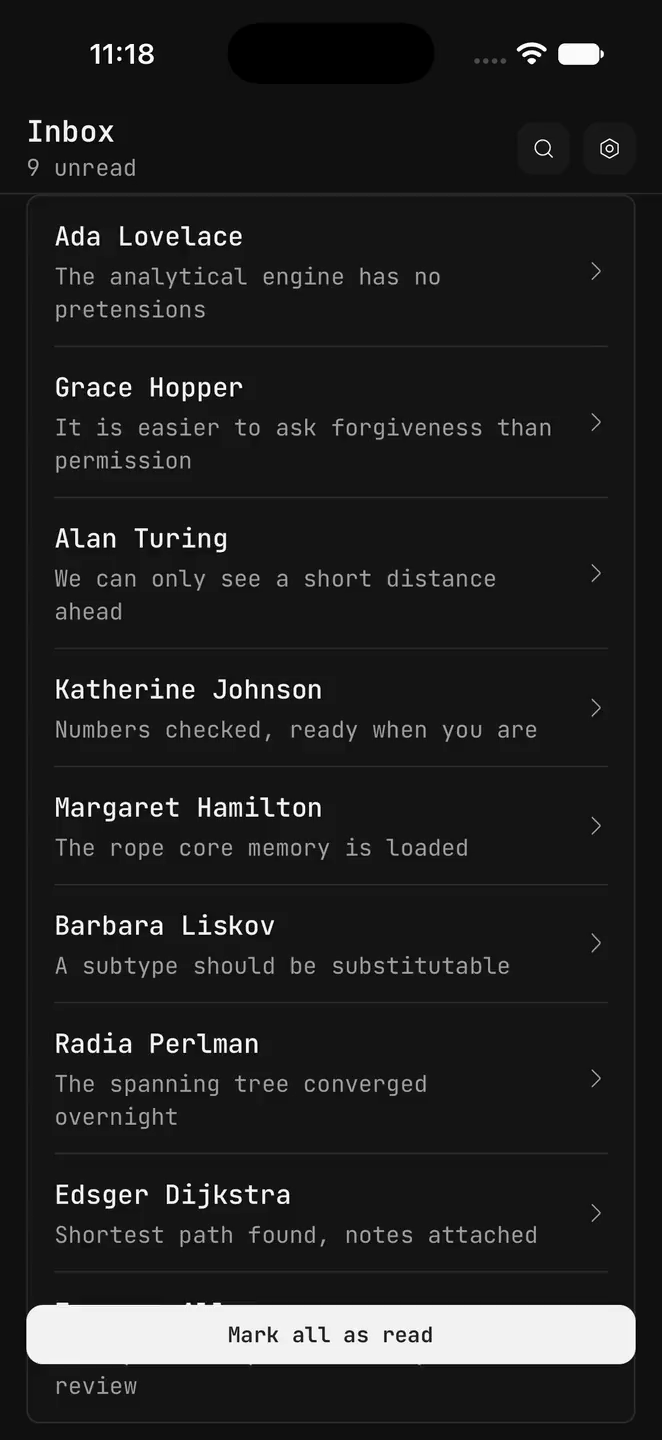 11:18
Inbox
9 unread
Ada Lovelace
The analytical engine has no
pretensions
Grace Hopper
It is easier to ask forgiveness than
permission
Alan Turing
We can only see a short distance
ahead
Katherine Johnson
Numbers checked, ready when you are
Margaret Hamilton
The rope core memory is loaded
Barbara Liskov
A subtype should be substitutable
Radia Perlman
The spanning tree converged
overnight
Edsger Dijkstra
Shortest path found, notes attached
Mark all as read
review